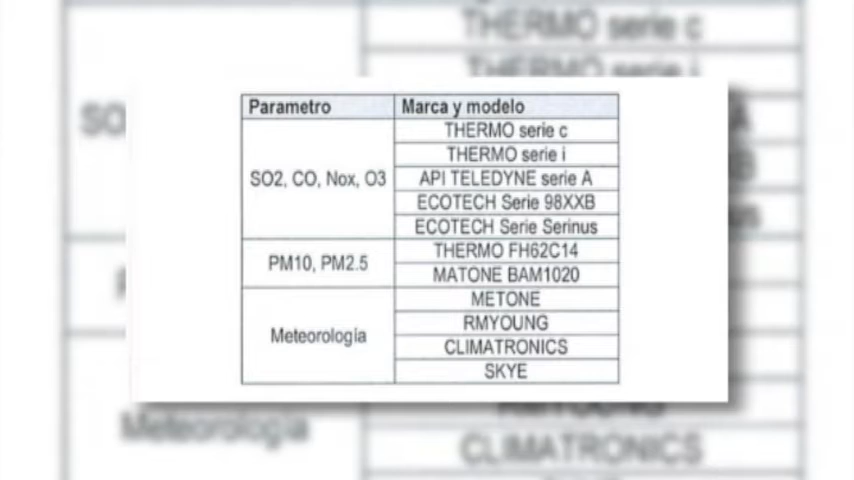 Parametro Marca y modelo
SO2, CO, Nox, O3
THERMO serie c
THERMO serie i
API TELEDYNE serie A
ECOTECH Serie 98XXB
ECOTECH Serie Serinus
PM10, PM2.5
THERMO FH62C14
MATONE BAM1020
Meteorología
METONE
RMYOUNG
CLIMATRONICS
SKYE